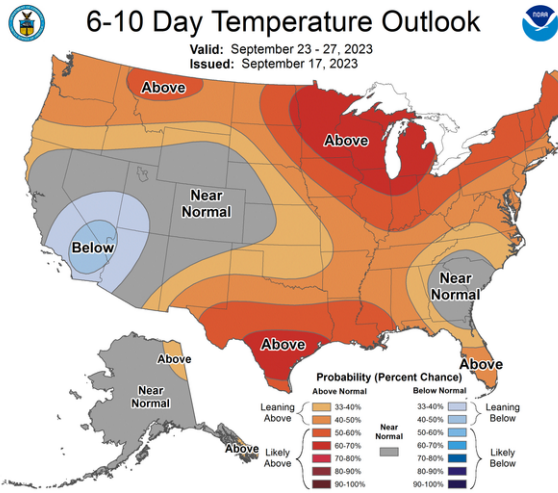 6-10 Day Temperature Outlook
NOAA
Valid: September 23 - 27, 2023
Issued: September 17, 2023
Above
Above
Near
Normal
Below
Near
Normal
Above
Above
Above
Near
Normal
Above
Probability (Percent Chance)
Above Normal
Below Normal
Leaning
Above
33-40%
40-50%
Likely
Above
50-60%
60-70%
70-80%
80-90%
90-100%
Near
Normal
33-40%
40-50%
Leaning
Below
50-60%
60-70%
70-80%
80-90%
90-100%
Likely
Below